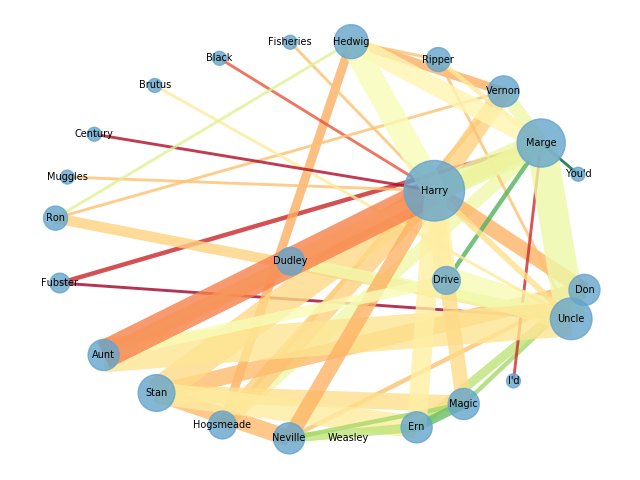 Hedwig
Fisheries
Black
Ripper
Brutus
Vernon
Century
Marge
Muggles
You'd
Harry
Ron
Dudley
Fubster
Drive
Don
Uncle
Aunt
I'd
Stan
Magic
Hogsmeade
Ern
Neville
Weasley